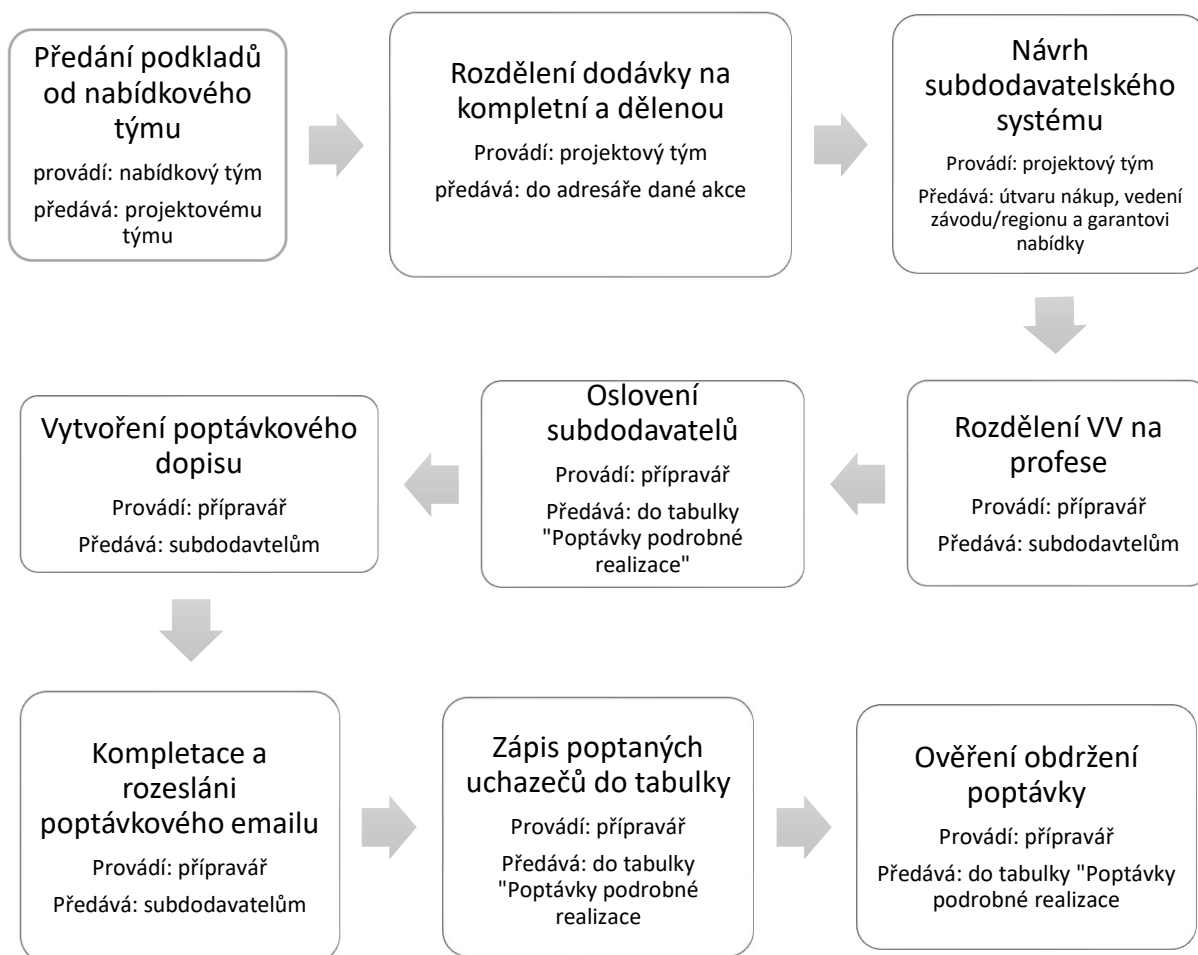 Předání podkladů
od nabídkového
týmu
provádí: nabídkový tým
předává: projektovému
týmu
Rozdělení dodávky na
kompletní a dělenou
Provádí: projektový tým
předává: do adresáře dané akce
Návrh
subdodavatelského
systému
Provádí: projektový tým
Předává: útvaru nákup, vedení
závodu/regionu a garantovi
nabídky
Rozdělení VV na
profese
Provádí: přípravář
Předává: subdodavtelům
Oslovení
subdodavatelů
Provádí: přípravář
Předává: do tabulky
"Poptávky podrobné
realizace"
Vytvoření poptávkového
dopisu
Provádí: přípravář
Předává: subdodavtelům
Kompletace a
rozesláni
poptávkového emailu
Provádí: přípravář
Předává: subdodavatelům
Zápis poptaných
uchazečů do tabulky
Provádí: přípravář
Předává: do tabulky
"Poptávky podrobné
realizace
Ověření obdržení
poptávky
Provádí: přípravář
Předává: do tabulky "Poptávky
podrobné realizace